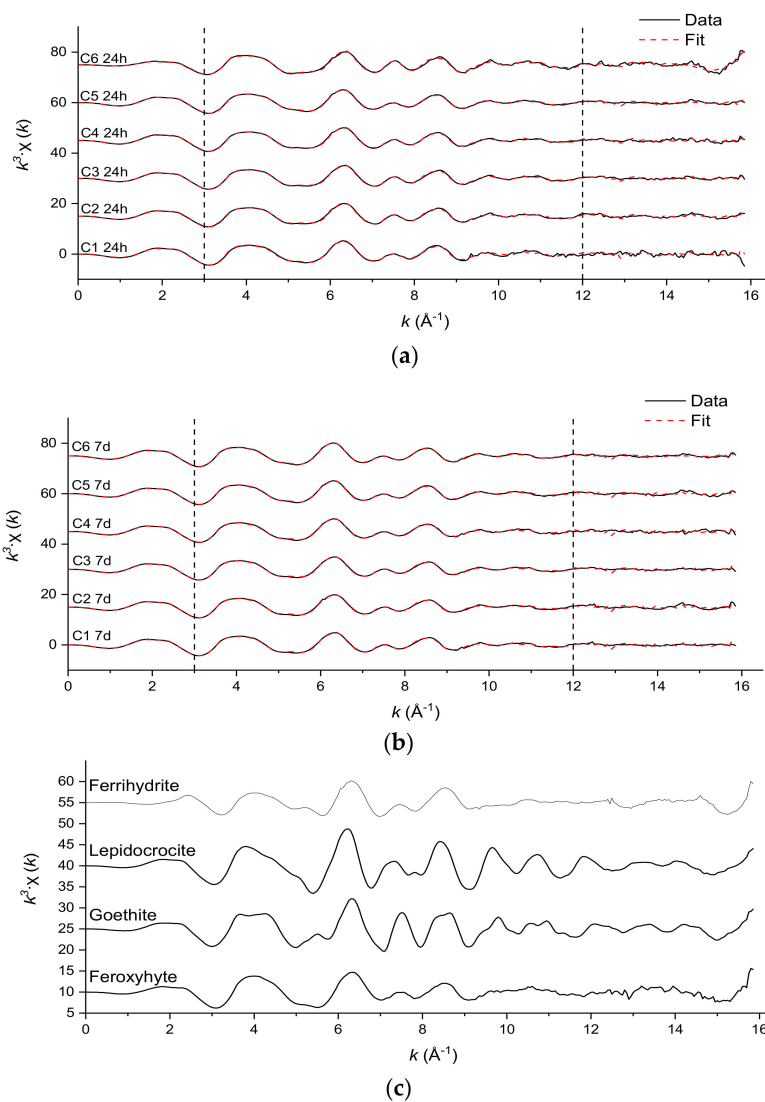 Data
Fit
80
60
40
20
0
C6 24h
C5 24h
C4 24h
C3 24h
C2 24h
C1 24h
k³·χ (k)
0 2 4 6 8 10 12 14 16
k (Å⁻¹)
(a)
Data
Fit
80
60
40
20
0
C6 7d
C5 7d
C4 7d
C3 7d
C2 7d
C1 7d
k³·χ (k)
0 2 4 6 8 10 12 14 16
k (Å⁻¹)
(b)
60
55
50
45
40
35
30
25
20
15
10
5
Ferrihydrite
Lepidocrocite
Goethite
Feroxyhyte
k³·χ (k)
0 2 4 6 8 10 12 14 16
k (Å⁻¹)
(c)